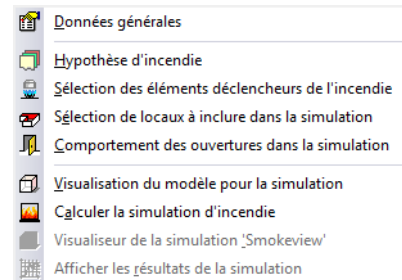 Données générales
Hypothèse d'incendie
Sélection des éléments déclencheurs de l'incendie
Sélection de locaux à inclure dans la simulation
Comportement des ouvertures dans la simulation
Visualisation du modèle pour la simulation
Calculer la simulation d'incendie
Visualiseur de la simulation 'Smokeview'
Afficher les résultats de la simulation